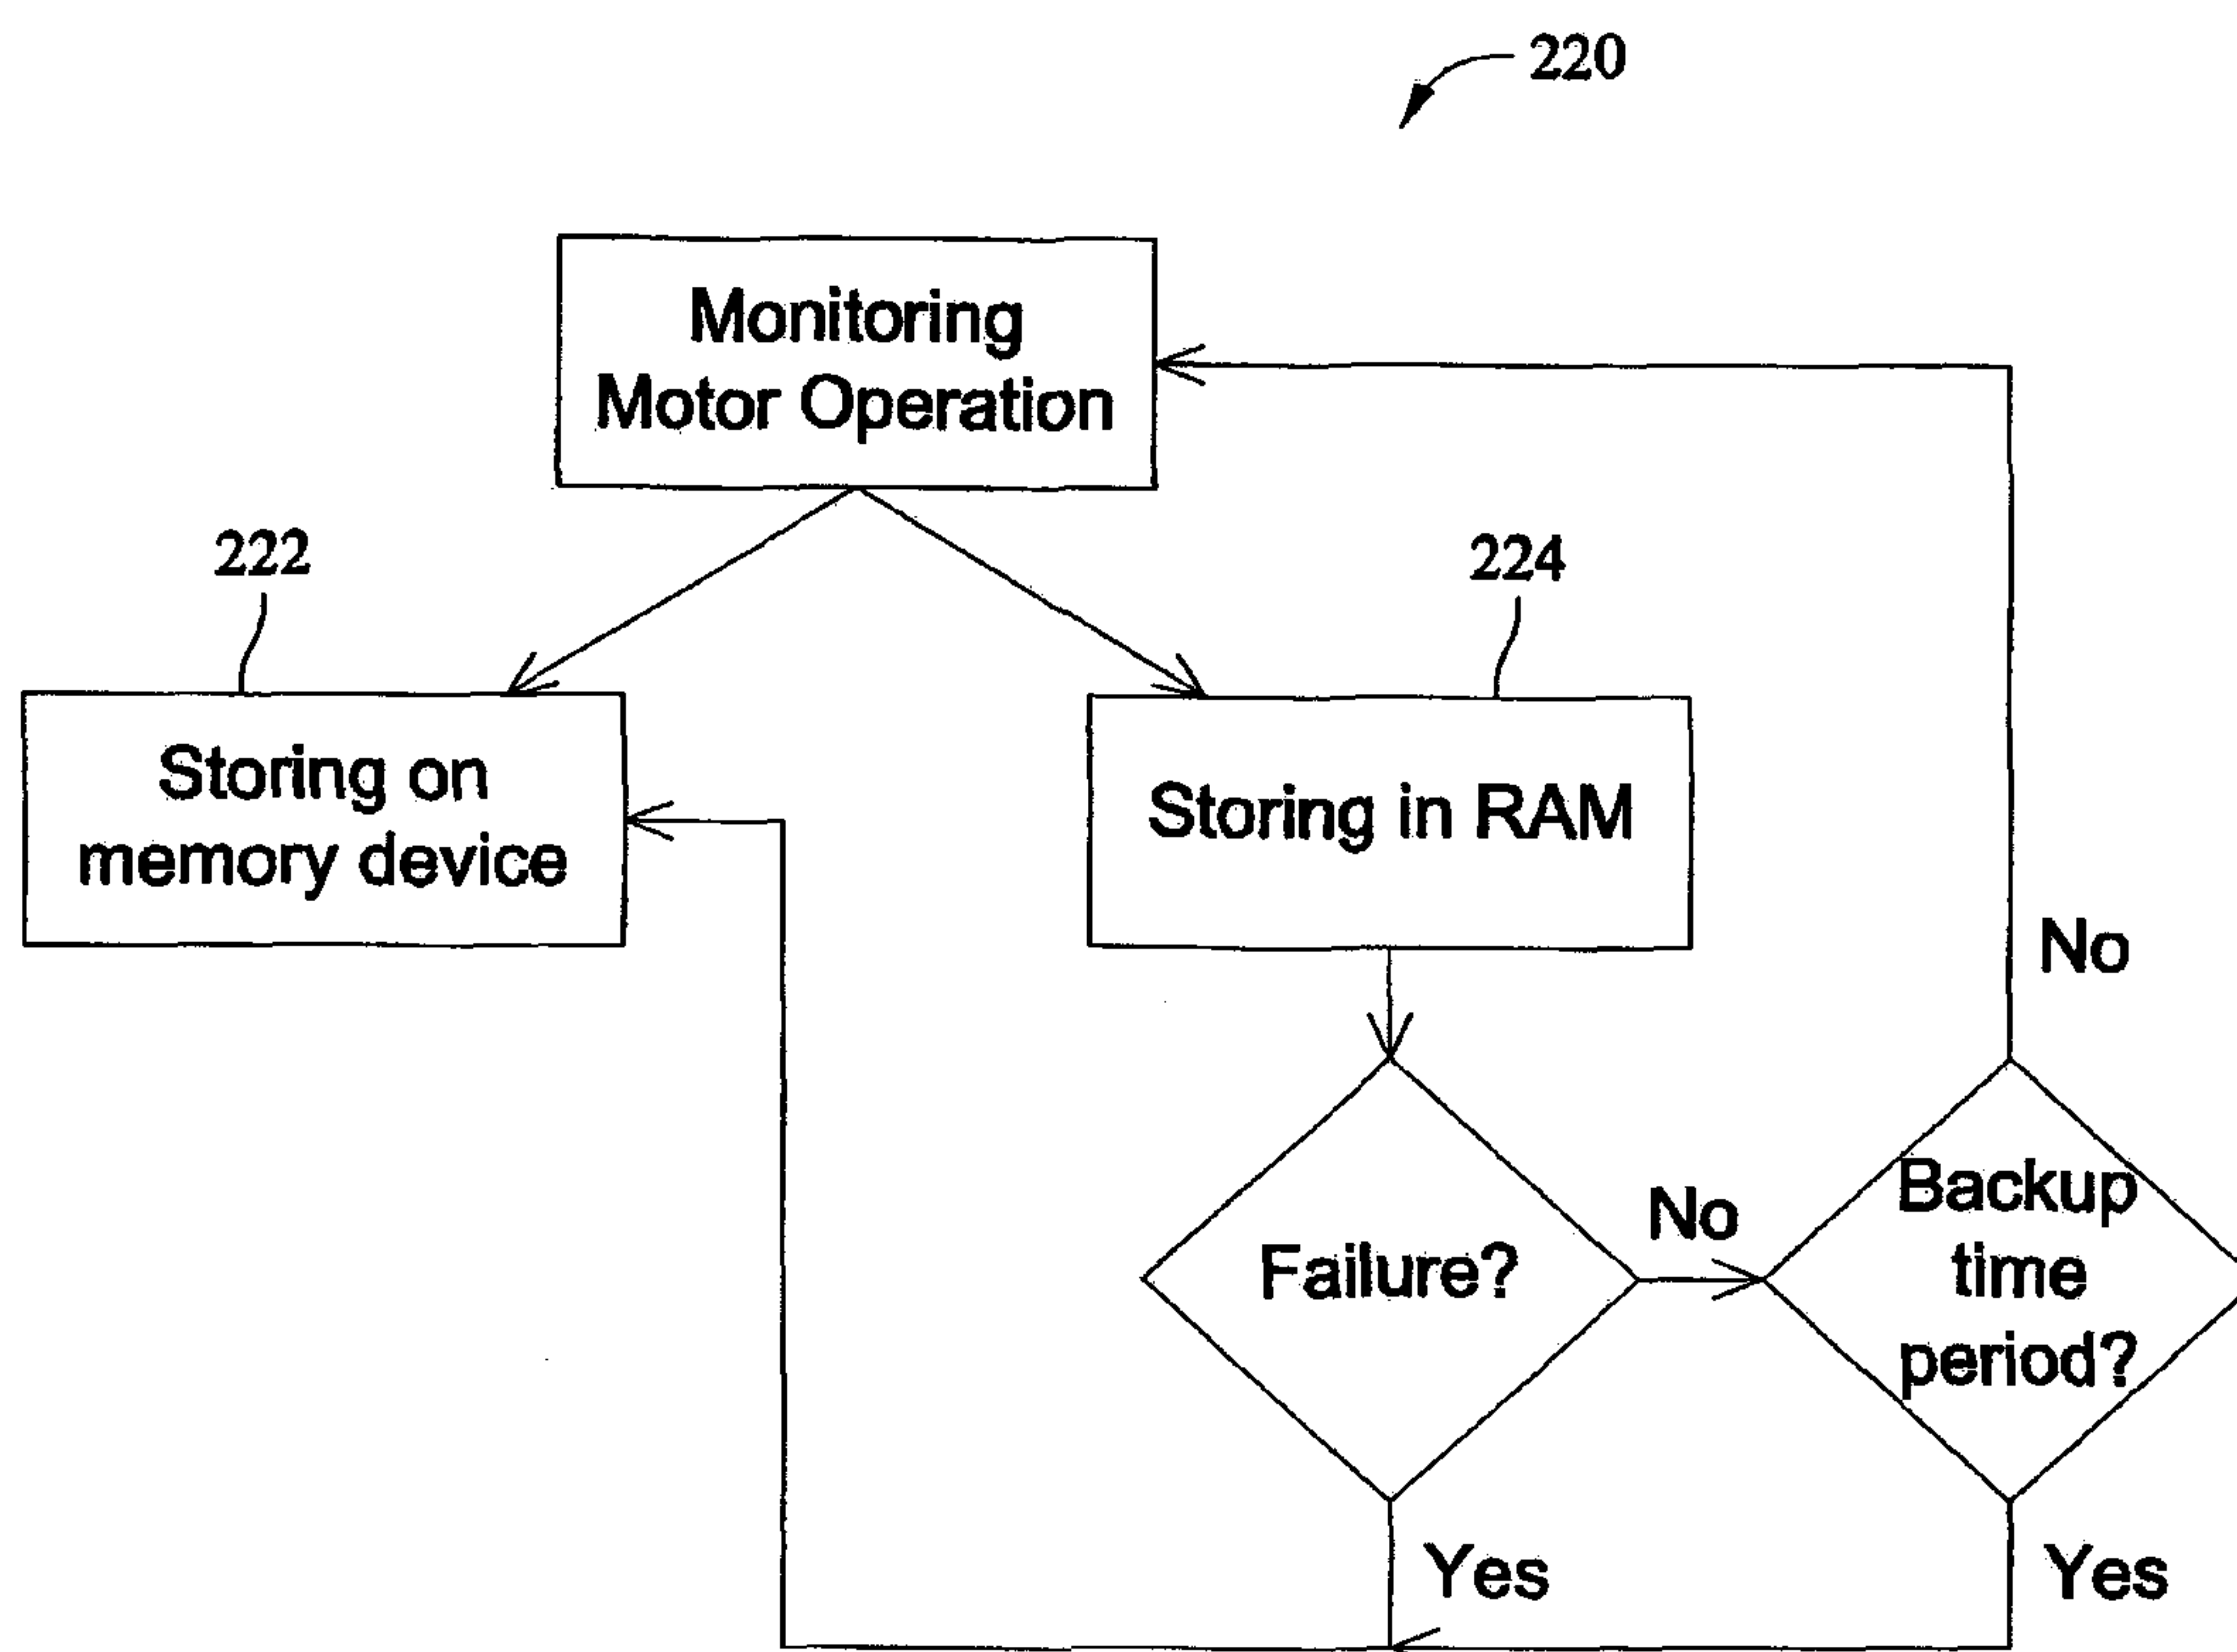 220
Monitoring
Motor Operation
222
224
Storing on
memory device
Storing in RAM
No
Failure?
No
Backup
time
period?
Yes
Yes